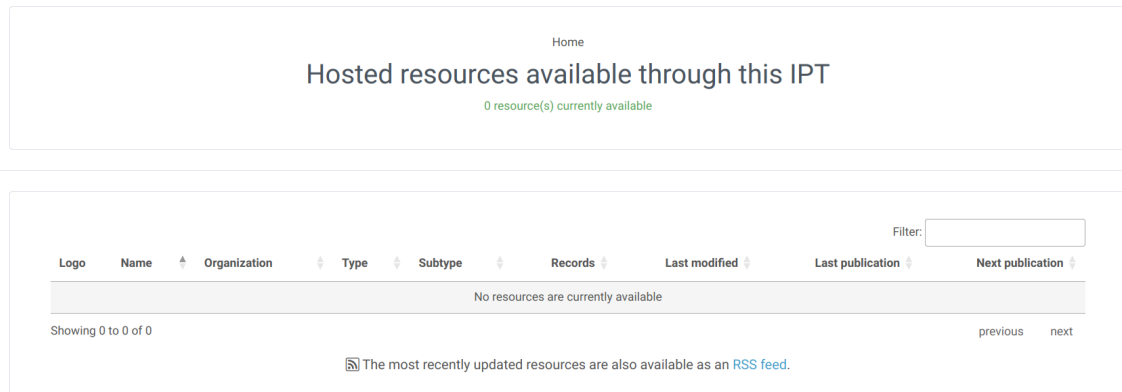 Home
Hosted resources available through this IPT
0 resource(s) currently available
Filter:
Logo Name Organization Type Subtype Records Last modified Last publication Next publication
No resources are currently available
Showing 0 to 0 of 0 previous next
The most recently updated resources are also available as an RSS feed.